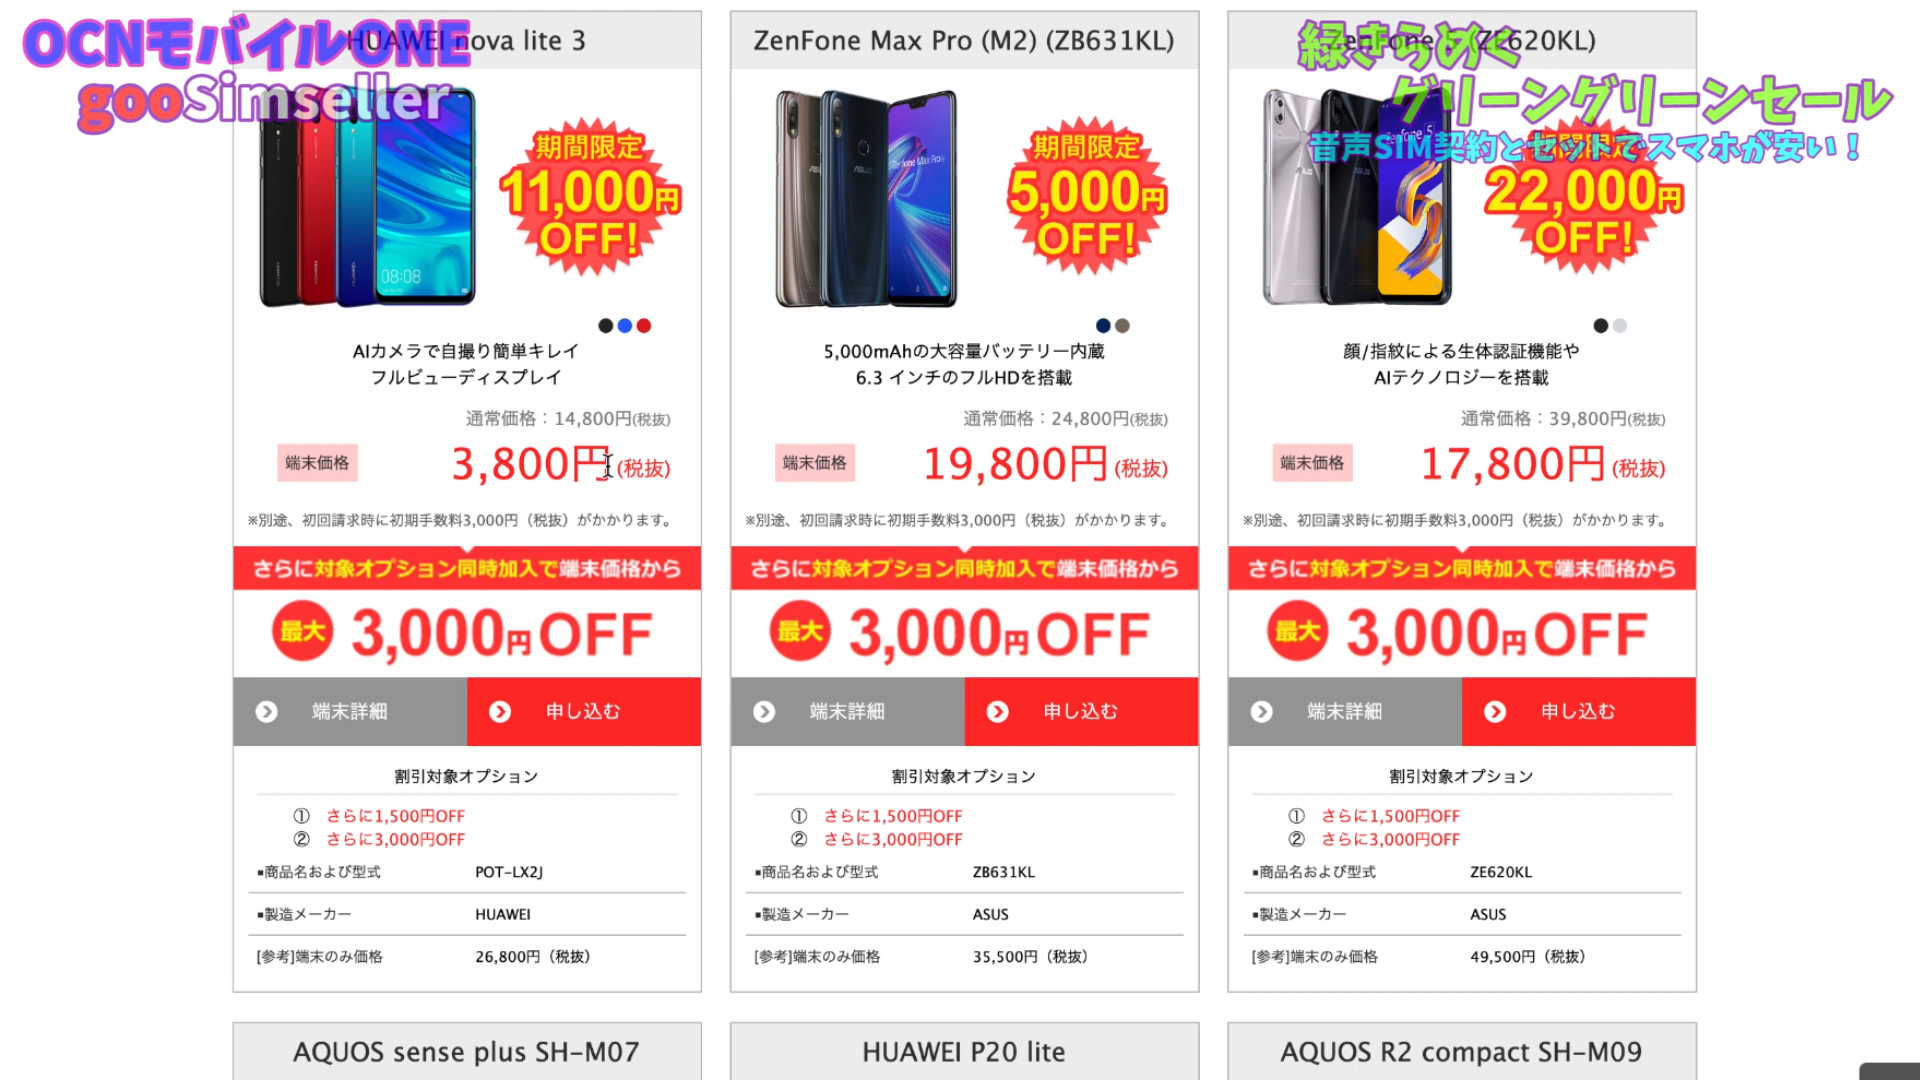 OCNモバイルONE
gooSimseller
緑きらめく
グリーングリーンセール
音声SIM契約とセットでスマホが安い！
HUAWEI nova lite 3
期間限定
11,000円
OFF!
08:08
AIカメラで自撮り簡単キレイ
フルビューディスプレイ
通常価格：14,800円(税抜)
端末価格 3,800円(税抜)
※別途、初回請求時に初期手数料3,000円（税抜）がかかります。
さらに対象オプション同時加入で端末価格から
最大 3,000円OFF
端末詳細 申し込む
割引対象オプション
① さらに1,500円OFF
② さらに3,000円OFF
▪商品名および型式 POT-LX2J
▪製造メーカー HUAWEI
[参考]端末のみ価格 26,800円（税抜）
ZenFone Max Pro (M2) (ZB631KL)
期間限定
5,000円
OFF!
5,000mAhの大容量バッテリー内蔵
6.3 インチのフルHDを搭載
通常価格：24,800円(税抜)
端末価格 19,800円(税抜)
※別途、初回請求時に初期手数料3,000円（税抜）がかかります。
さらに対象オプション同時加入で端末価格から
最大 3,000円OFF
端末詳細 申し込む
割引対象オプション
① さらに1,500円OFF
② さらに3,000円OFF
▪商品名および型式 ZB631KL
▪製造メーカー ASUS
[参考]端末のみ価格 35,500円（税抜）
ZenFone 5 (ZE620KL)
期間限定
22,000円
OFF!
Zenfone 5
顔/指紋による生体認証機能や
AIテクノロジーを搭載
通常価格：39,800円(税抜)
端末価格 17,800円(税抜)
※別途、初回請求時に初期手数料3,000円（税抜）がかかります。
さらに対象オプション同時加入で端末価格から
最大 3,000円OFF
端末詳細 申し込む
割引対象オプション
① さらに1,500円OFF
② さらに3,000円OFF
▪商品名および型式 ZE620KL
▪製造メーカー ASUS
[参考]端末のみ価格 49,500円（税抜）
AQUOS sense plus SH-M07
HUAWEI P20 lite
AQUOS R2 compact SH-M09